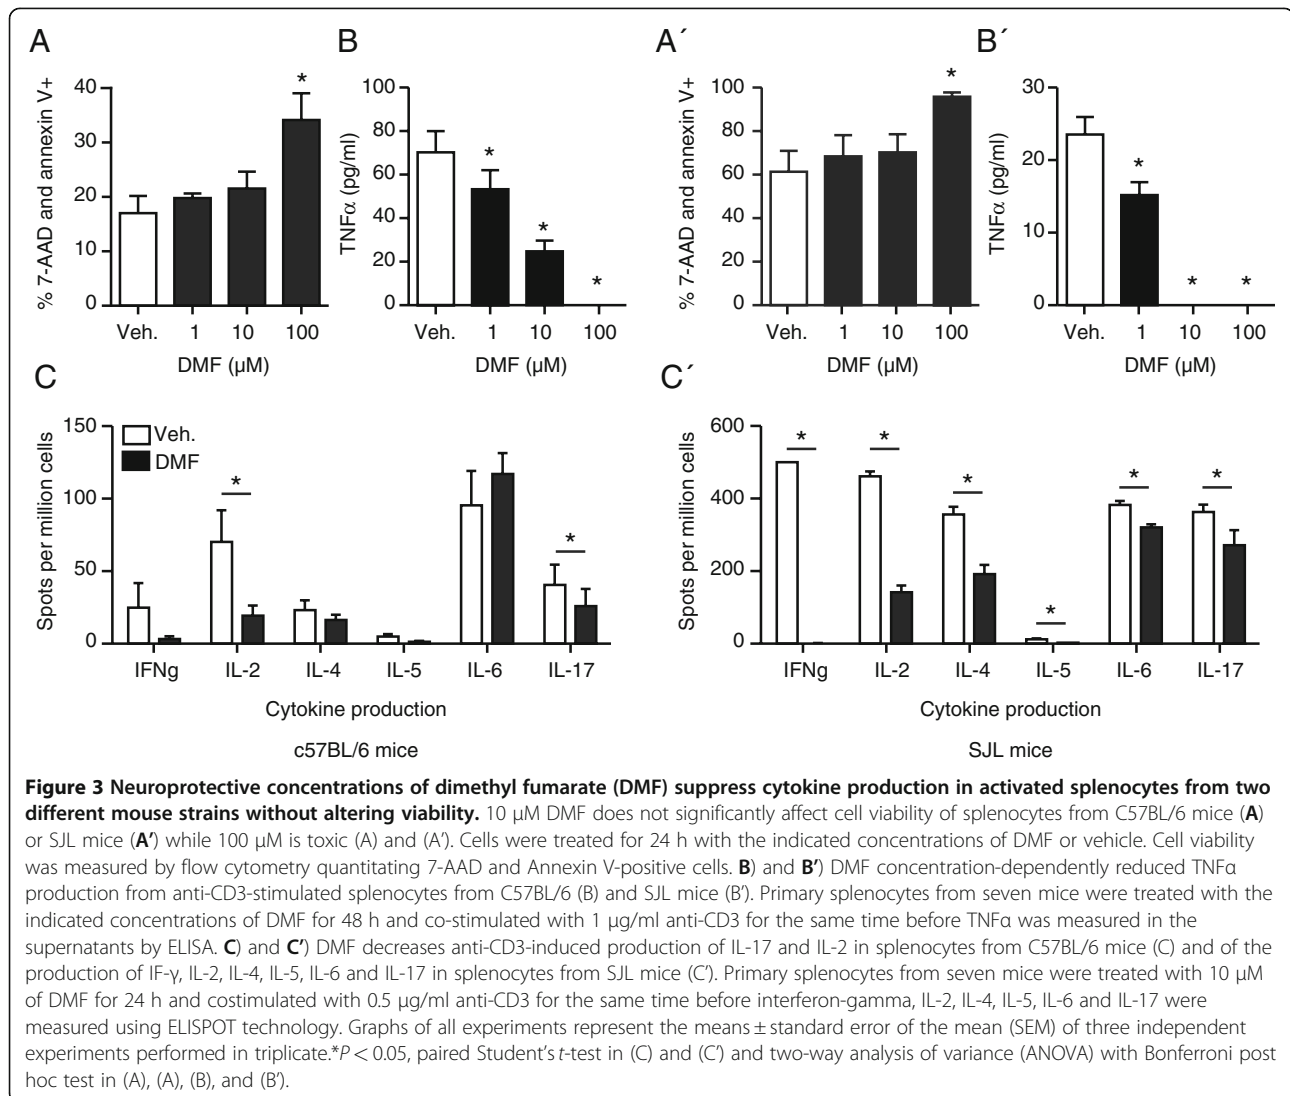 A
% 7-AAD and annexin V+
40
30
20
10
0
*
Veh. 1 10 100
DMF (µM)
B
TNFα (pg/ml)
100
80
60
40
20
0
*
*
*
Veh. 1 10 100
DMF (µM)
A´
% 7-AAD and annexin V+
100
80
60
40
20
0
*
Veh. 1 10 100
DMF (µM)
B´
TNFα (pg/ml)
30
20
10
0
*
* *
Veh. 1 10 100
DMF (µM)
C
Spots per million cells
150
100
50
0
Veh.
DMF
*
*
IFNg IL-2 IL-4 IL-5 IL-6 IL-17
Cytokine production
c57BL/6 mice
C´
Spots per million cells
600
400
200
0
* * * * * *
IFNg IL-2 IL-4 IL-5 IL-6 IL-17
Cytokine production
SJL mice
Figure 3 Neuroprotective concentrations of dimethyl fumarate (DMF) suppress cytokine production in activated splenocytes from two
different mouse strains without altering viability. 10 µM DMF does not significantly affect cell viability of splenocytes from C57BL/6 mice (A)
or SJL mice (A’) while 100 µM is toxic (A) and (A’). Cells were treated for 24 h with the indicated concentrations of DMF or vehicle. Cell viability
was measured by flow cytometry quantitating 7-AAD and Annexin V-positive cells. B) and B’) DMF concentration-dependently reduced TNFα
production from anti-CD3-stimulated splenocytes from C57BL/6 (B) and SJL mice (B’). Primary splenocytes from seven mice were treated with the
indicated concentrations of DMF for 48 h and co-stimulated with 1 µg/ml anti-CD3 for the same time before TNFα was measured in the
supernatants by ELISA. C) and C’) DMF decreases anti-CD3-induced production of IL-17 and IL-2 in splenocytes from C57BL/6 mice (C) and of the
production of IF-γ, IL-2, IL-4, IL-5, IL-6 and IL-17 in splenocytes from SJL mice (C’). Primary splenocytes from seven mice were treated with 10 µM
of DMF for 24 h and costimulated with 0.5 µg/ml anti-CD3 for the same time before interferon-gamma, IL-2, IL-4, IL-5, IL-6 and IL-17 were
measured using ELISPOT technology. Graphs of all experiments represent the means ± standard error of the mean (SEM) of three independent
experiments performed in triplicate.*P < 0.05, paired Student’s t-test in (C) and (C’) and two-way analysis of variance (ANOVA) with Bonferroni post
hoc test in (A), (A), (B), and (B’).